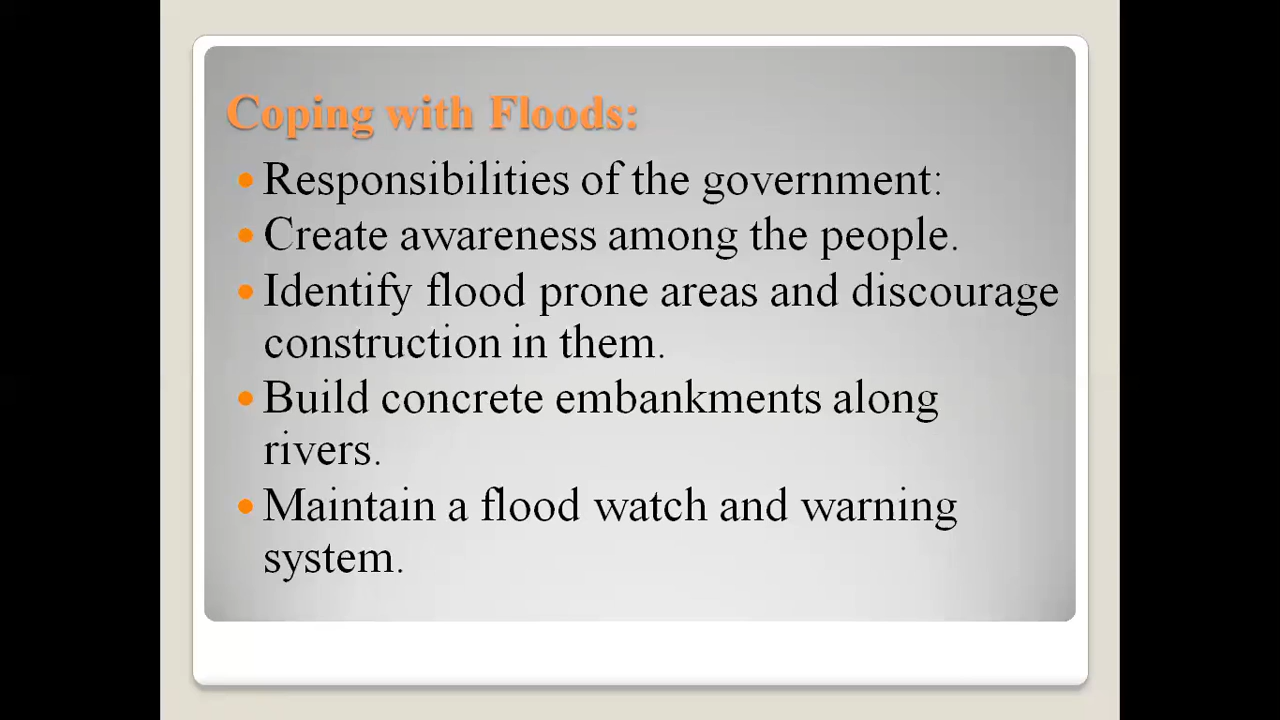 Coping with Floods:
• Responsibilities of the government:
• Create awareness among the people.
• Identify flood prone areas and discourage
construction in them.
• Build concrete embankments along
rivers.
• Maintain a flood watch and warning
system.